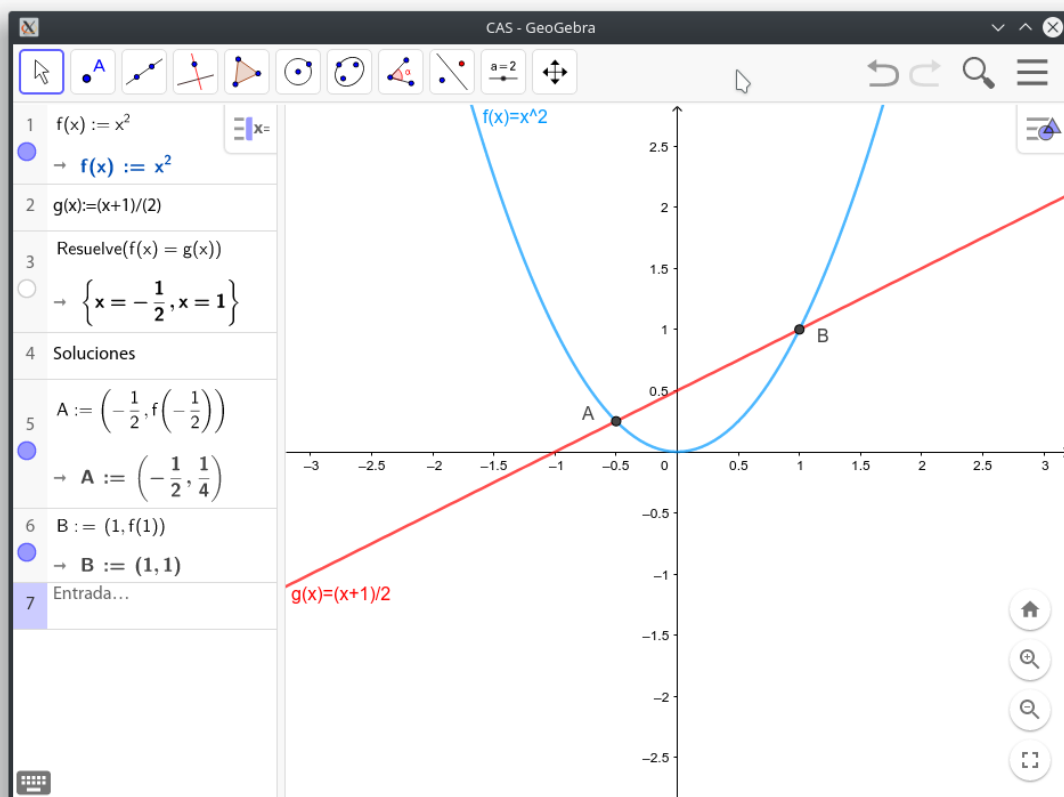 CAS - GeoGebra
A
α
a = 2
x=
1
f(x) := x²
→ f(x) := x²
2
g(x):=(x+1)/(2)
3
Resuelve(f(x) = g(x))
→ {x = −1/2, x = 1}
4
Soluciones
5
A := (−1/2, f(−1/2))
→ A := (−1/2, 1/4)
6
B := (1, f(1))
→ B := (1, 1)
7
Entrada…
f(x)=x^2
2.5
2
1.5
1
B
0.5
A
−3 −2.5 −2 −1.5 −1 −0.5 0 0.5 1 1.5 2 2.5 3
−0.5
−1
g(x)=(x+1)/2
−1.5
−2
−2.5